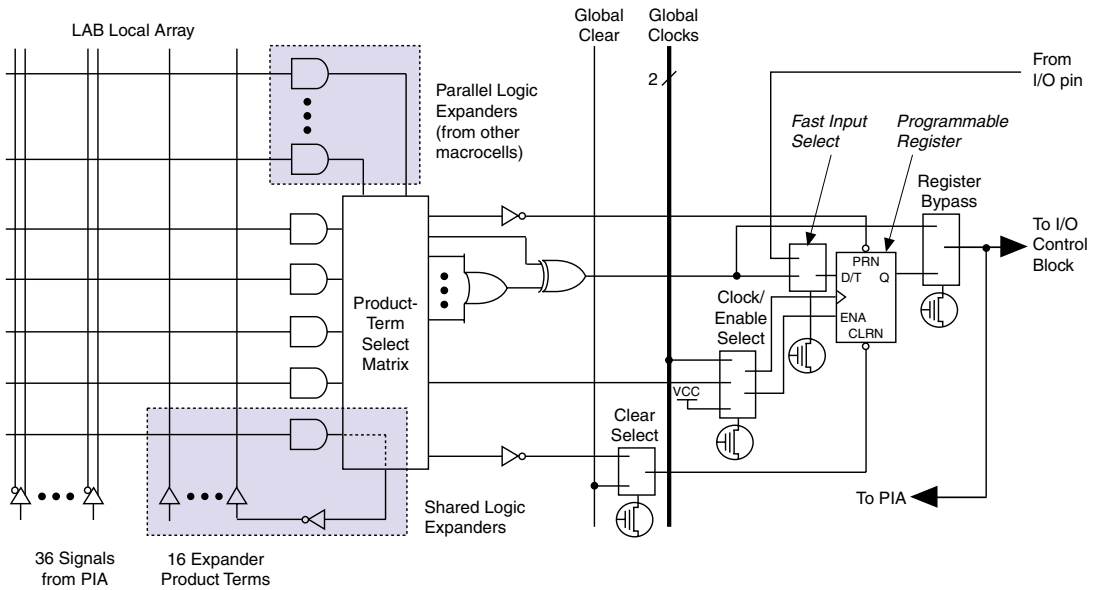 LAB Local Array
Global
Clear
Global
Clocks
2
From
I/O pin
Parallel Logic
Expanders
(from other
macrocells)
Fast Input
Select
Programmable
Register
Register
Bypass
To I/O
Control
Block
PRN
D/T
Q
ENA
CLRN
Clock/
Enable
Select
Product-
Term
Select
Matrix
VCC
Clear
Select
To PIA
Shared Logic
Expanders
36 Signals
from PIA
16 Expander
Product Terms